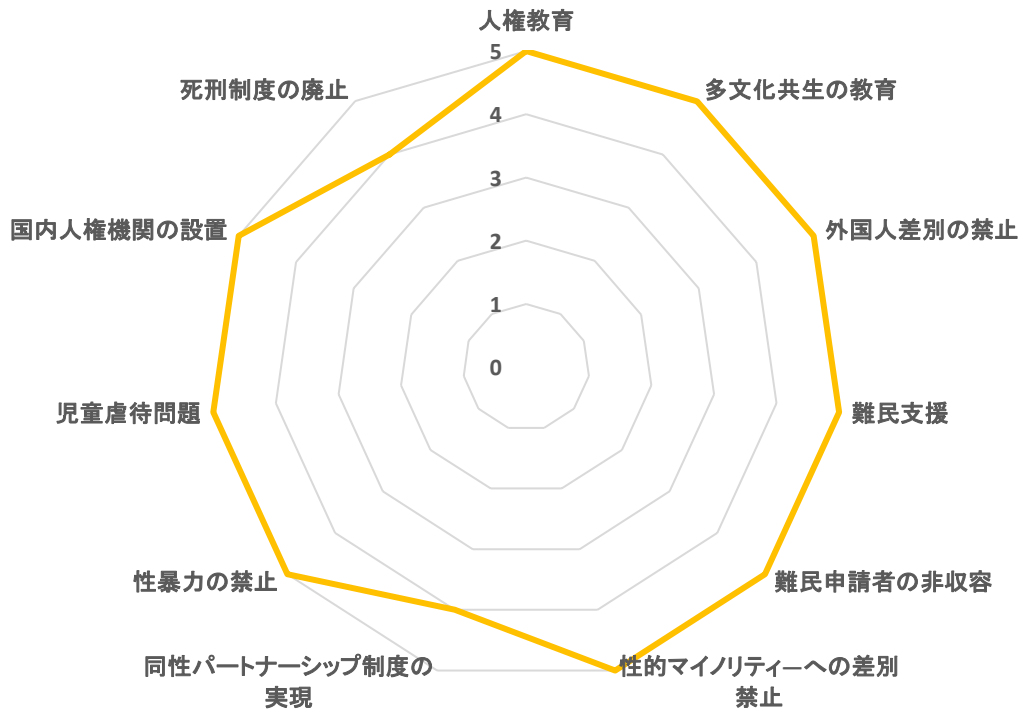 人権教育
5
死刑制度の廃止
多文化共生の教育
4
3
国内人権機関の設置
外国人差別の禁止
2
1
0
児童虐待問題
難民支援
性暴力の禁止
難民申請者の非収容
同性パートナーシップ制度の
実現
性的マイノリティ―への差別
禁止